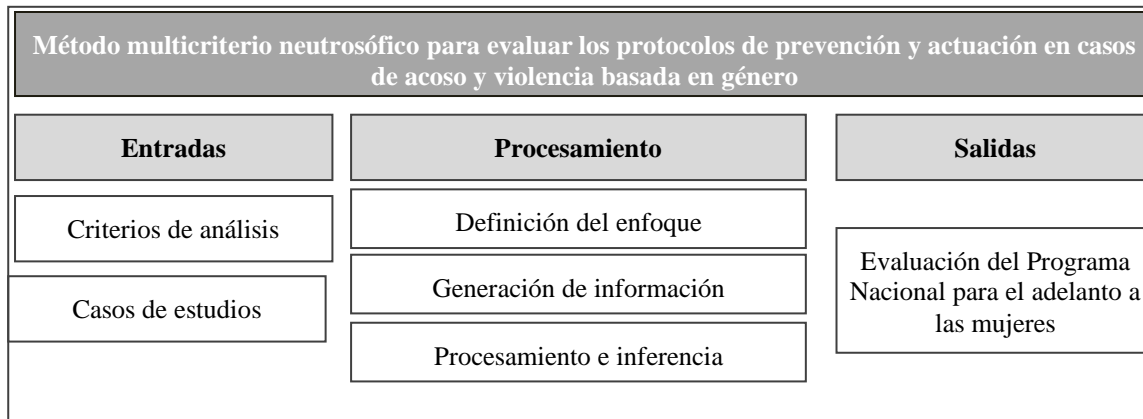 Método multicriterio neutrosófico para evaluar los protocolos de prevención y actuación en casos
de acoso y violencia basada en género
Entradas
Procesamiento
Salidas
Criterios de análisis
Casos de estudios
Definición del enfoque
Generación de información
Procesamiento e inferencia
Evaluación del Programa
Nacional para el adelanto a
las mujeres